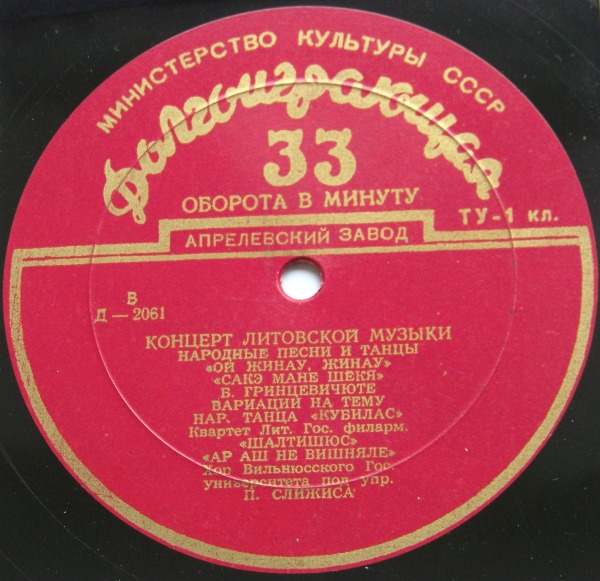 МИНИСТЕРСТВО КУЛЬТУРЫ СССР
Долгоиграющая
33
ОБОРОТА В МИНУТУ
ТУ-1 кл.
АПРЕЛЕВСКИЙ ЗАВОД
В
Д — 2061
КОНЦЕРТ ЛИТОВСКОЙ МУЗЫКИ
НАРОДНЫЕ ПЕСНИ И ТАНЦЫ
«ОЙ ЖИНАУ, ЖИНАУ»
«САКЭ МАНЕ ШЕКЯ»
Б. ГРИНЦЕВИЧЮТЕ
ВАРИАЦИЙ НА ТЕМУ
НАР. ТАНЦА «КУБИЛАС»
Квартет Лит. Гос. филарм.
«ШАЛТИШЮС»
«АР АШ НЕ ВИШНЯЛЕ»
Хор Вильнюсского Гос.
университета под упр.
П. СЛИЖИСА